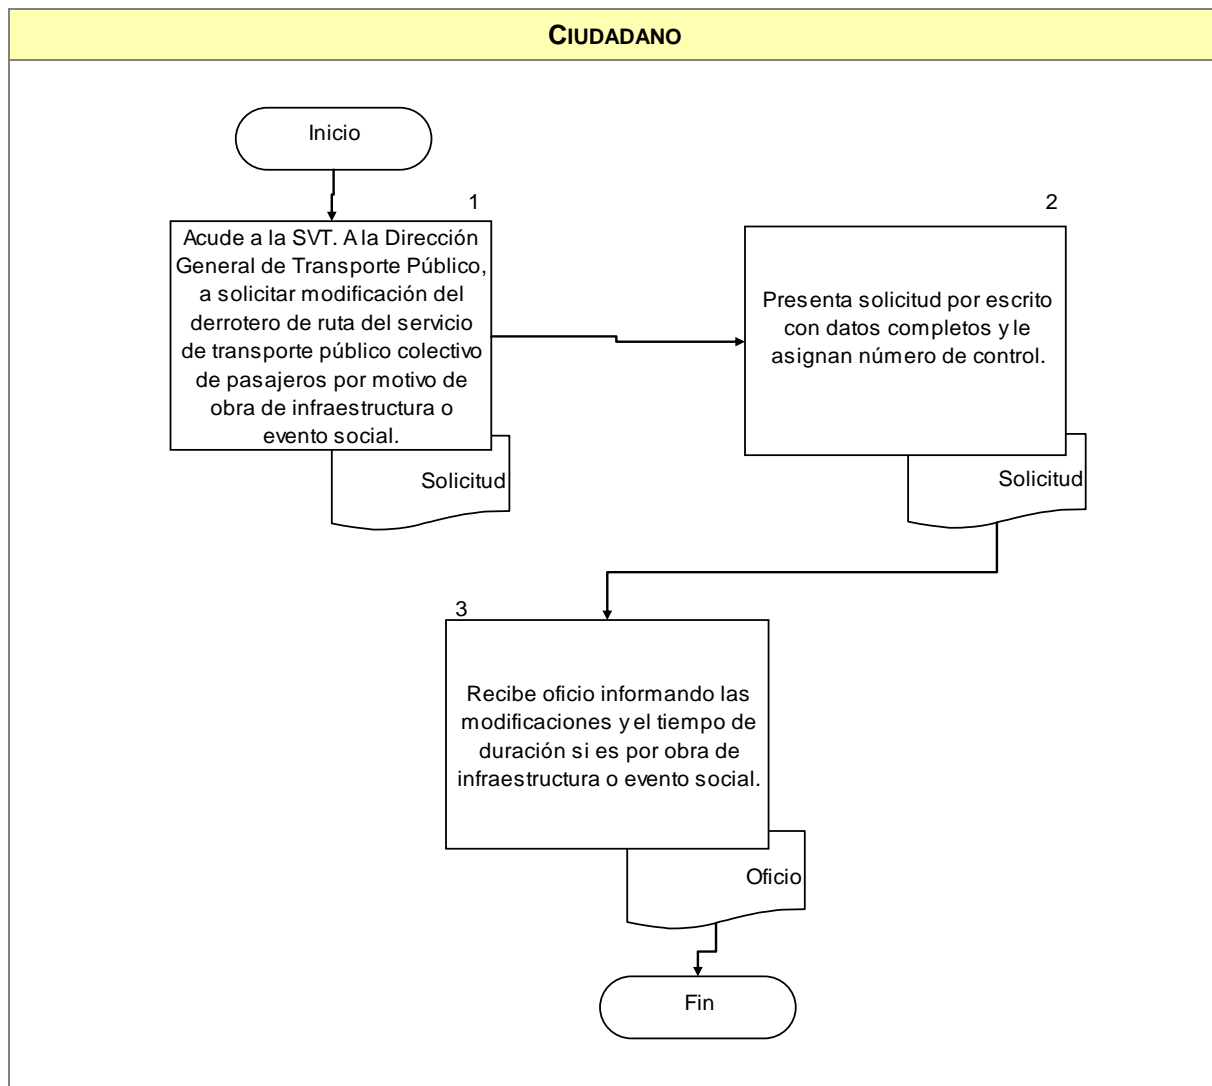 CIUDADANO
Inicio
1
Acude a la SVT. A la Dirección
General de Transporte Público,
a solicitar modificación del
derrotero de ruta del servicio
de transporte público colectivo
de pasajeros por motivo de
obra de infraestructura o
evento social.
Solicitud
2
Presenta solicitud por escrito
con datos completos y le
asignan número de control.
Solicitud
3
Recibe oficio informando las
modificaciones y el tiempo de
duración si es por obra de
infraestructura o evento social.
Oficio
Fin